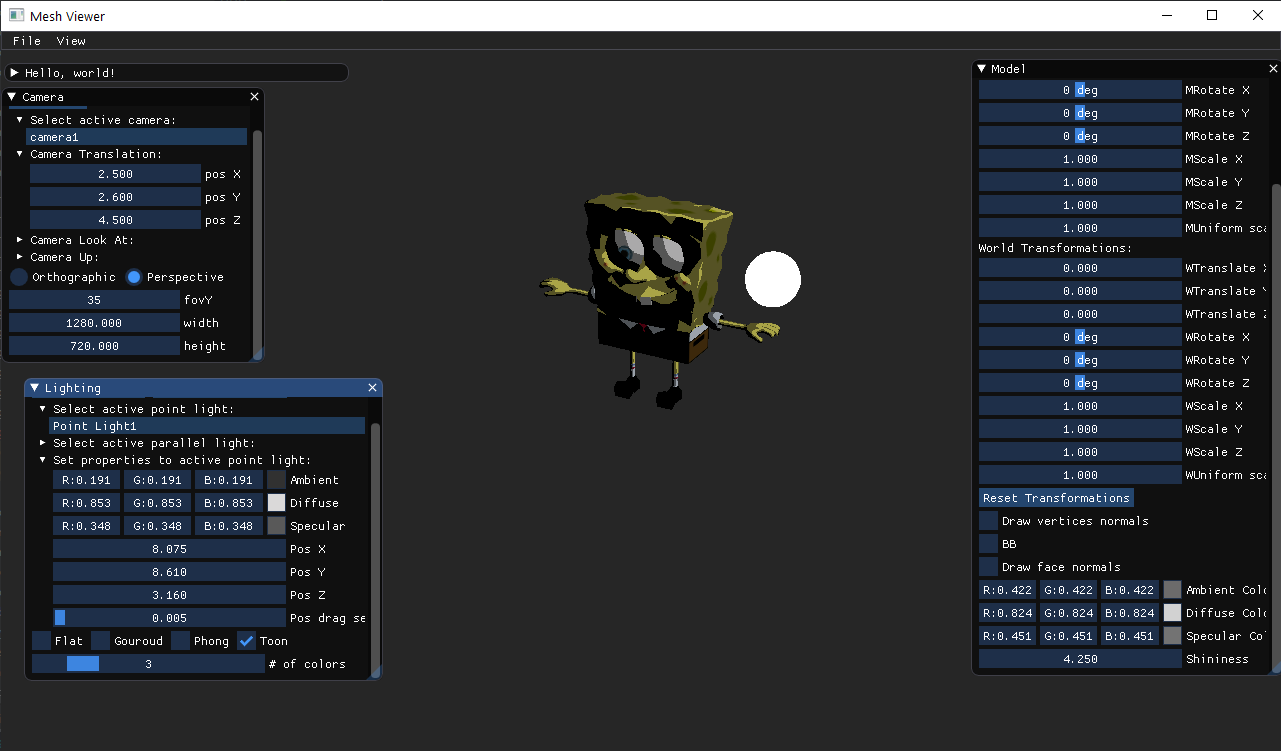 Mesh Viewer
File View
Hello, world!
Camera
Select active camera:
camera1
Camera Translation:
2.500 pos X
2.600 pos Y
4.500 pos Z
Camera Look At:
Camera Up:
Orthographic Perspective
35 fovY
1280.000 width
720.000 height
Lighting
Select active point light:
Point Light1
Select active parallel light:
Set properties to active point light:
R:0.191 G:0.191 B:0.191 Ambient
R:0.853 G:0.853 B:0.853 Diffuse
R:0.348 G:0.348 B:0.348 Specular
8.075 Pos X
8.610 Pos Y
3.160 Pos Z
0.005 Pos drag se
Flat Gouroud Phong Toon
3 # of colors
Model
0 deg MRotate X
0 deg MRotate Y
0 deg MRotate Z
1.000 MScale X
1.000 MScale Y
1.000 MScale Z
1.000 MUniform sca
World Transformations:
0.000 WTranslate X
0.000 WTranslate Y
0.000 WTranslate Z
0 deg WRotate X
0 deg WRotate Y
0 deg WRotate Z
1.000 WScale X
1.000 WScale Y
1.000 WScale Z
1.000 WUniform sca
Reset Transformations
Draw vertices normals
BB
Draw face normals
R:0.422 G:0.422 B:0.422 Ambient Colo
R:0.824 G:0.824 B:0.824 Diffuse Colo
R:0.451 G:0.451 B:0.451 Specular Col
4.250 Shininess